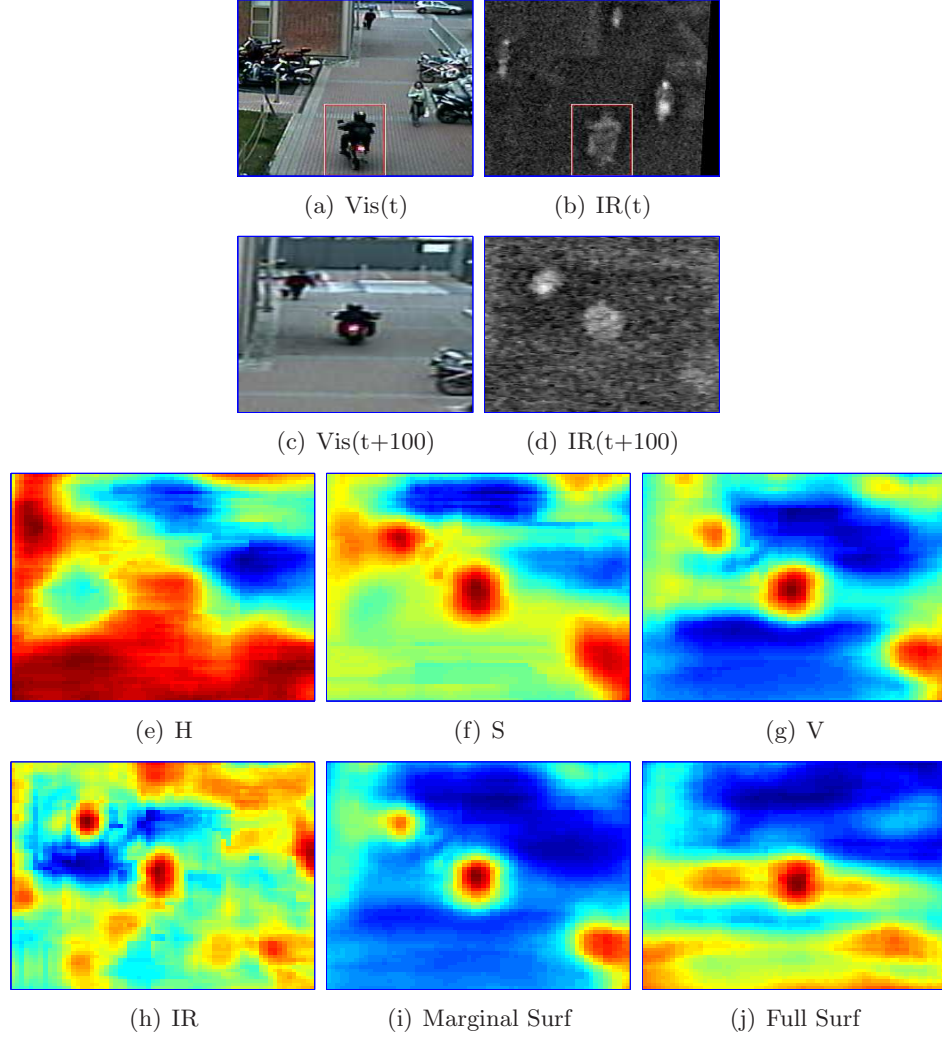 (a) Vis(t)
(b) IR(t)
(c) Vis(t+100)
(d) IR(t+100)
(e) H
(f) S
(g) V
(h) IR
(i) Marginal Surf
(j) Full Surf